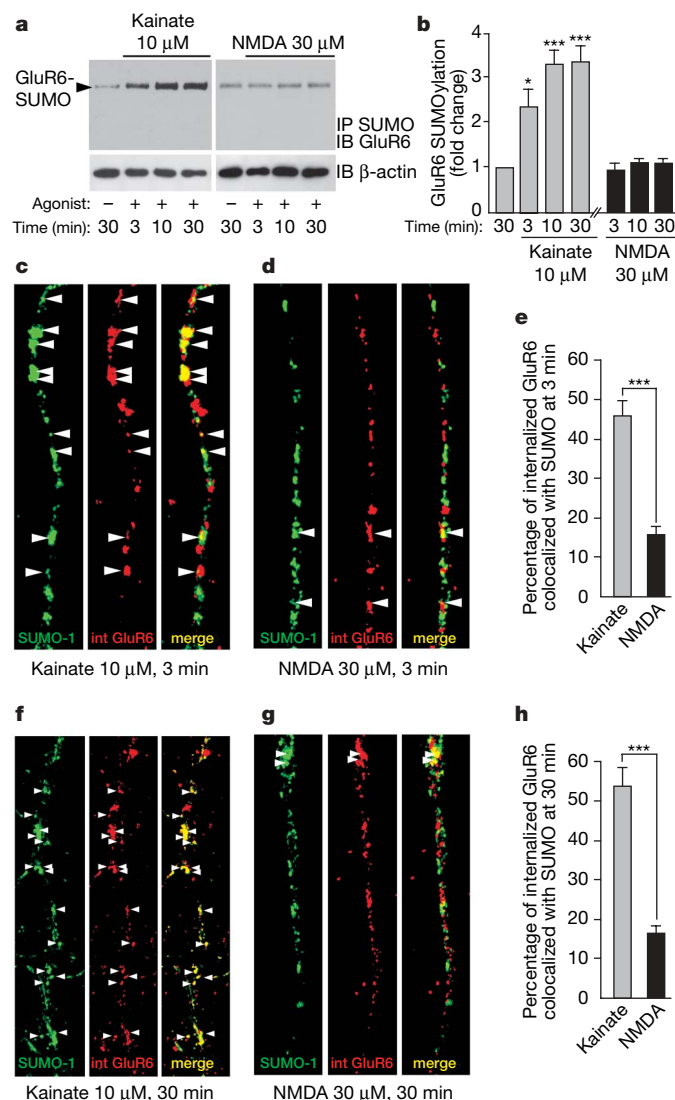 a
Kainate
10 µM
NMDA 30 µM
GluR6-
SUMO
IP SUMO
IB GluR6
IB β-actin
Agonist: – + + + – + + +
Time (min): 30 3 10 30 30 3 10 30
b
GluR6 SUMOylation
(fold change)
4
3
2
1
0
*
***
***
Time (min): 30 3 10 30 3 10 30
Kainate
10 µM
NMDA
30 µM
c
SUMO-1
int GluR6
merge
Kainate 10 µM, 3 min
d
SUMO-1
int GluR6
merge
NMDA 30 µM, 3 min
e
Percentage of internalized GluR6
colocalized with SUMO at 3 min
60
50
40
30
20
10
0
***
Kainate
NMDA
f
SUMO-1
int GluR6
merge
Kainate 10 µM, 30 min
g
SUMO-1
int GluR6
merge
NMDA 30 µM, 30 min
h
Percentage of internalized GluR6
colocalized with SUMO at 30 min
60
50
40
30
20
10
0
***
Kainate
NMDA